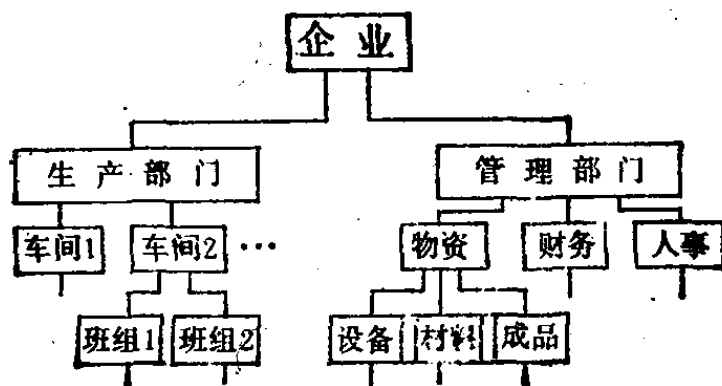 企业
生产部门 管理部门
车间1 车间2 ··· 物资 财务 人事
班组1 班组2 设备 材料 成品